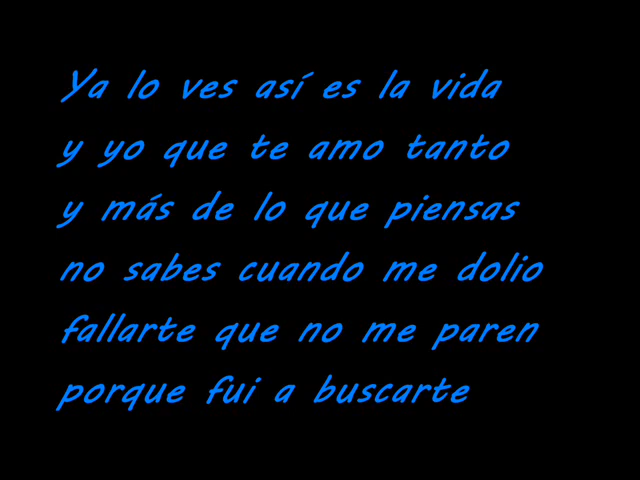 Ya lo ves así es la vida
y yo que te amo tanto
y más de lo que piensas
no sabes cuando me dolio
fallarte que no me paren
porque fui a buscarte